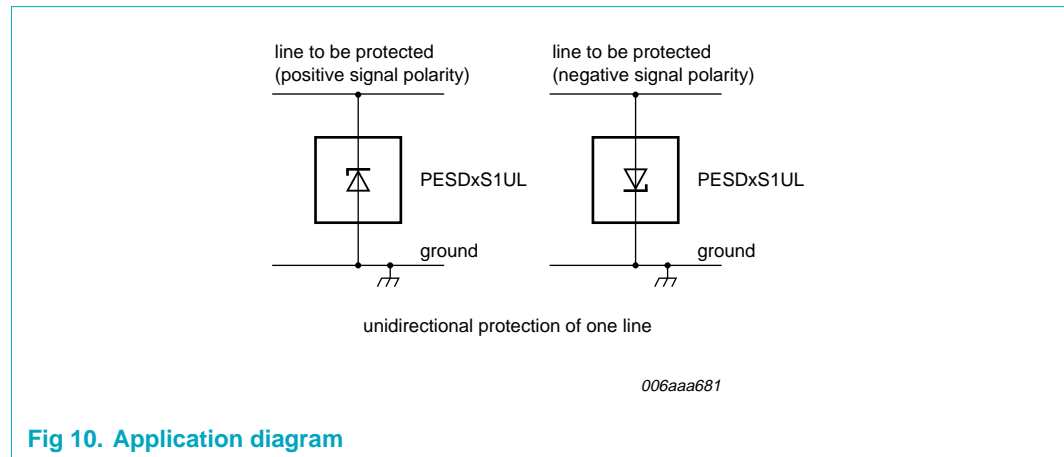 line to be protected
(positive signal polarity)
line to be protected
(negative signal polarity)
PESDxS1UL
PESDxS1UL
ground
ground
unidirectional protection of one line
006aaa681
Fig 10. Application diagram